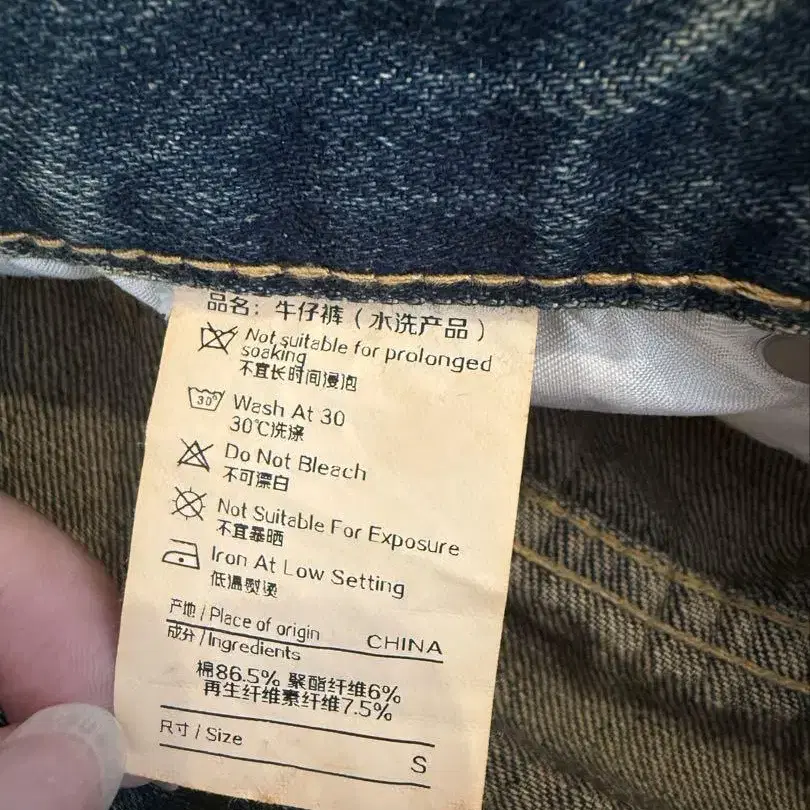 品名：牛仔裤（水洗产品）
Not suitable for prolonged
soaking
不宜长时间浸泡
30°
Wash At 30
30℃洗涤
Do Not Bleach
不可漂白
Not Suitable For Exposure
不宜暴晒
Iron At Low Setting
低温熨烫
产地/Place of origin CHINA
成分/Ingredients
棉86.5% 聚酯纤维6%
再生纤维素纤维7.5%
尺寸/Size S